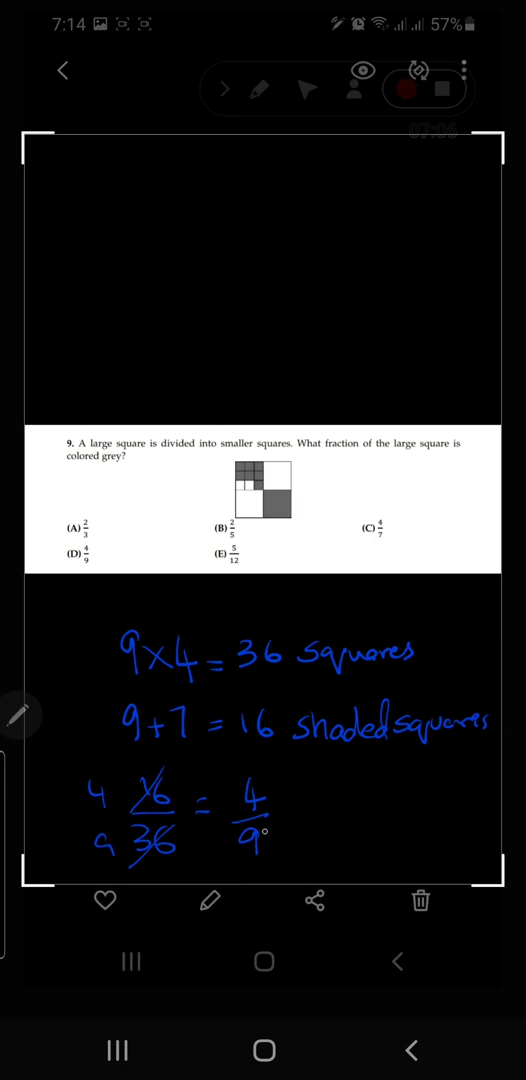 7:14 57%
07:06
9. A large square is divided into smaller squares. What fraction of the large square is
colored grey?
(A) 2/3 (B) 2/5 (C) 4/7
(D) 4/9 (E) 5/12
9×4 = 36 squares
9+7 = 16 shaded squares
4 16/36 9 = 4/9